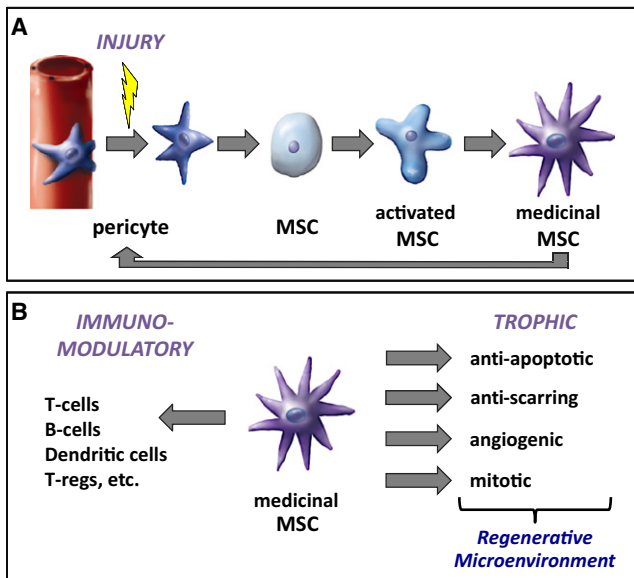 A
INJURY
pericyte
MSC
activated
MSC
medicinal
MSC
B
IMMUNO-
MODULATORY
T-cells
B-cells
Dendritic cells
T-regs, etc.
medicinal
MSC
TROPHIC
anti-apoptotic
anti-scarring
angiogenic
mitotic
Regenerative
Microenvironment